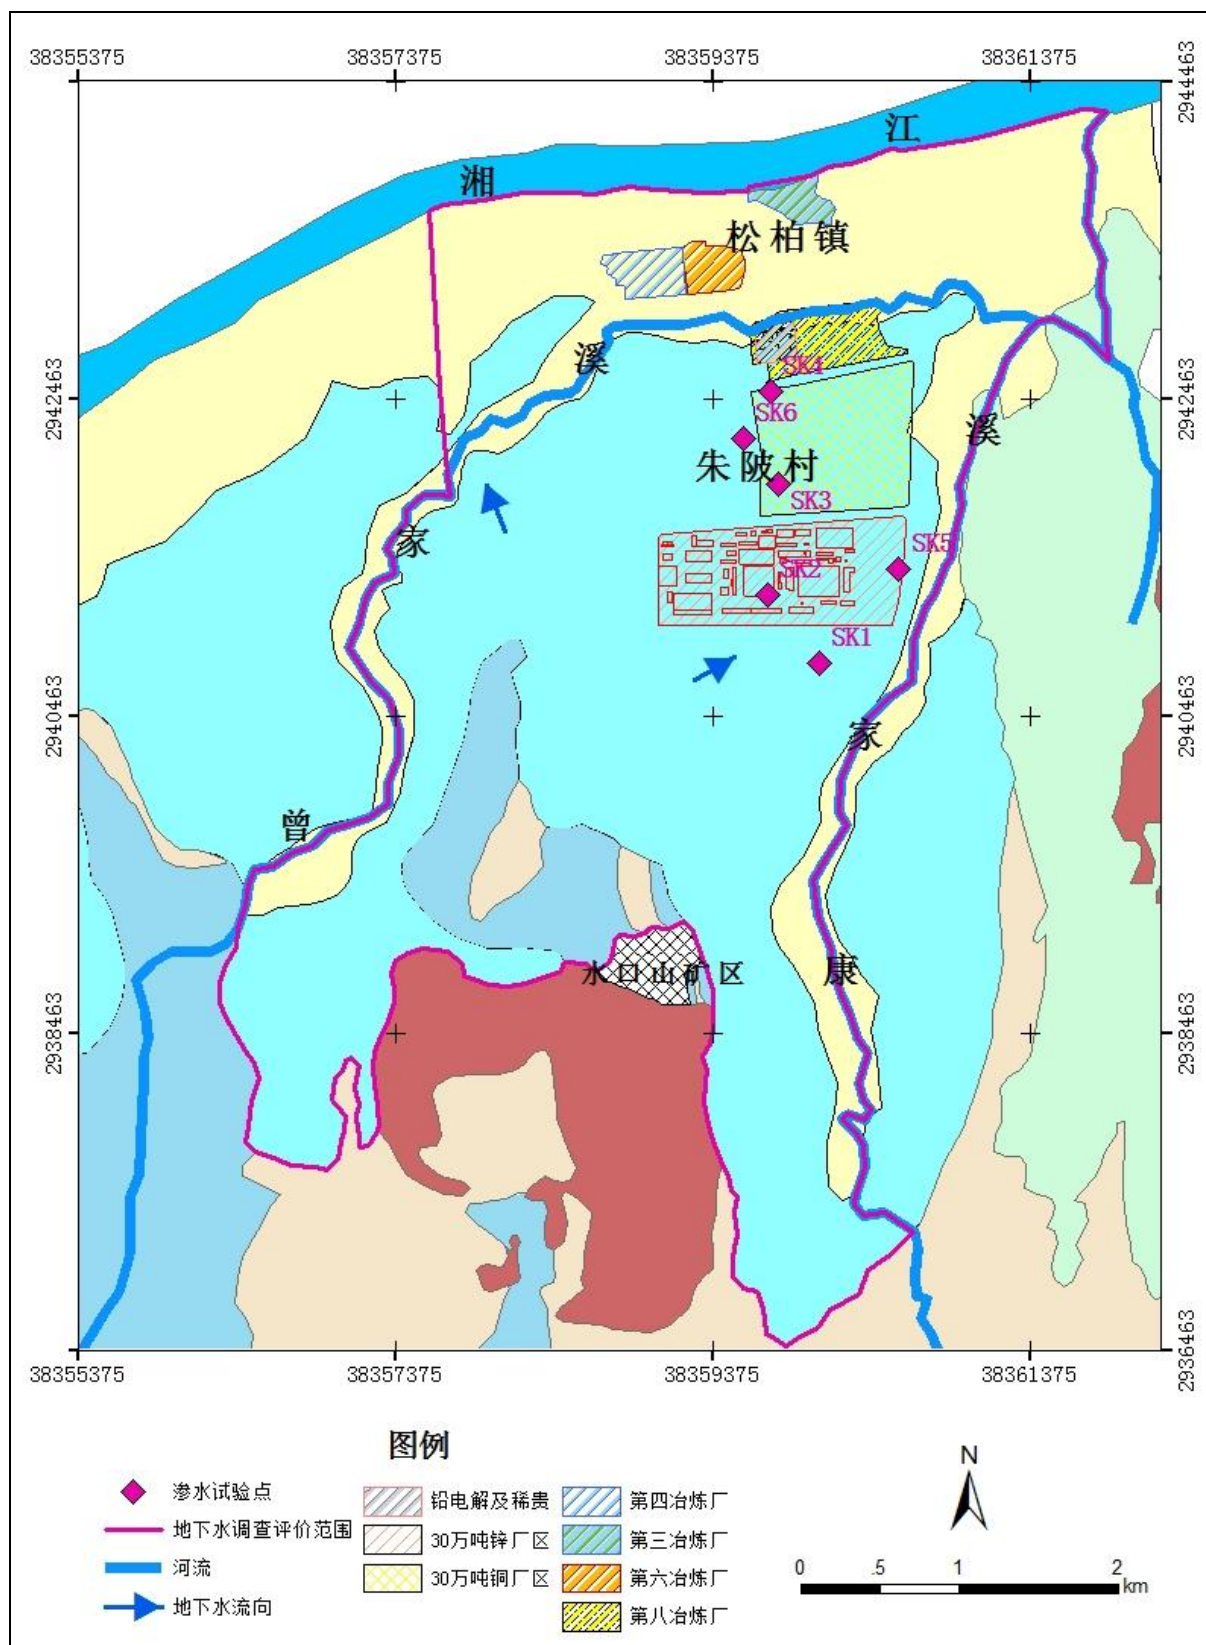 38355375 38357375 38359375 38361375
2944463 2944463
江
湘
松柏镇
溪
SK4
2942463 2942463
SK6
溪
朱陂村
SK3
家
SK5
SK2
SK1
2940463 2940463
家
曾
水口山矿区
康
2938463 2938463
2936463 2936463
38355375 38357375 38359375 38361375
图例
渗水试验点
地下水调查评价范围
河流
地下水流向
铅电解及稀贵
30万吨锌厂区
30万吨铜厂区
第四冶炼厂
第三冶炼厂
第六冶炼厂
第八冶炼厂
N
0 .5 1 2
km